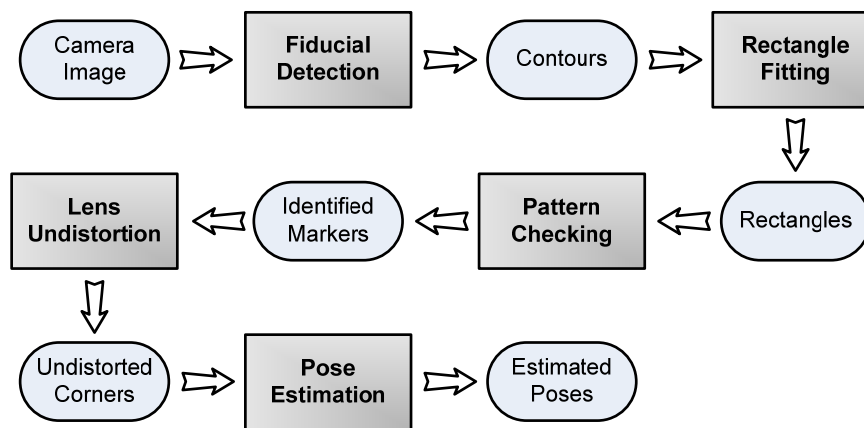 Camera
Image
Fiducial
Detection
Contours
Rectangle
Fitting
Rectangles
Pattern
Checking
Identified
Markers
Lens
Undistortion
Undistorted
Corners
Pose
Estimation
Estimated
Poses